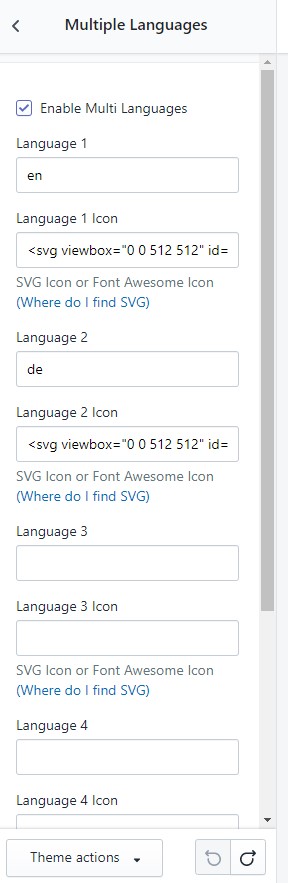 Multiple Languages
Enable Multi Languages
Language 1
en
Language 1 Icon
<svg viewbox="0 0 512 512" id=
SVG Icon or Font Awesome Icon
(Where do I find SVG)
Language 2
de
Language 2 Icon
<svg viewbox="0 0 512 512" id=
SVG Icon or Font Awesome Icon
(Where do I find SVG)
Language 3
Language 3 Icon
SVG Icon or Font Awesome Icon
(Where do I find SVG)
Language 4
Language 4 Icon
Theme actions